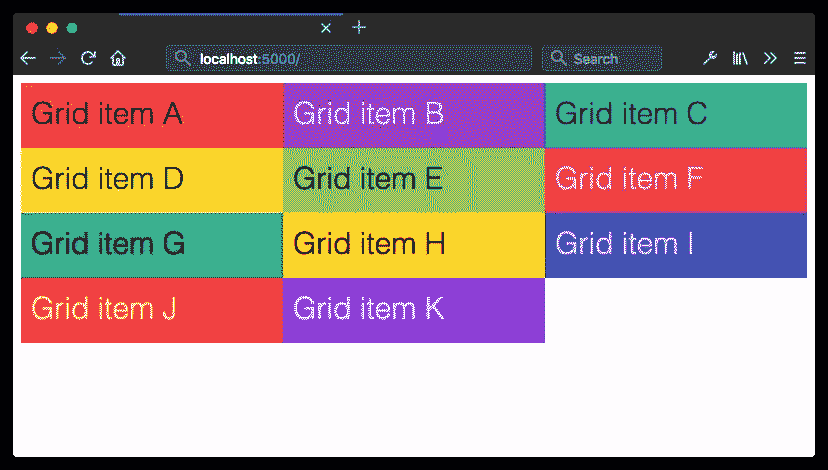 localhost:5000/ Search
Grid item A Grid item B Grid item C
Grid item D Grid item E Grid item F
Grid item G Grid item H Grid item I
Grid item J Grid item K